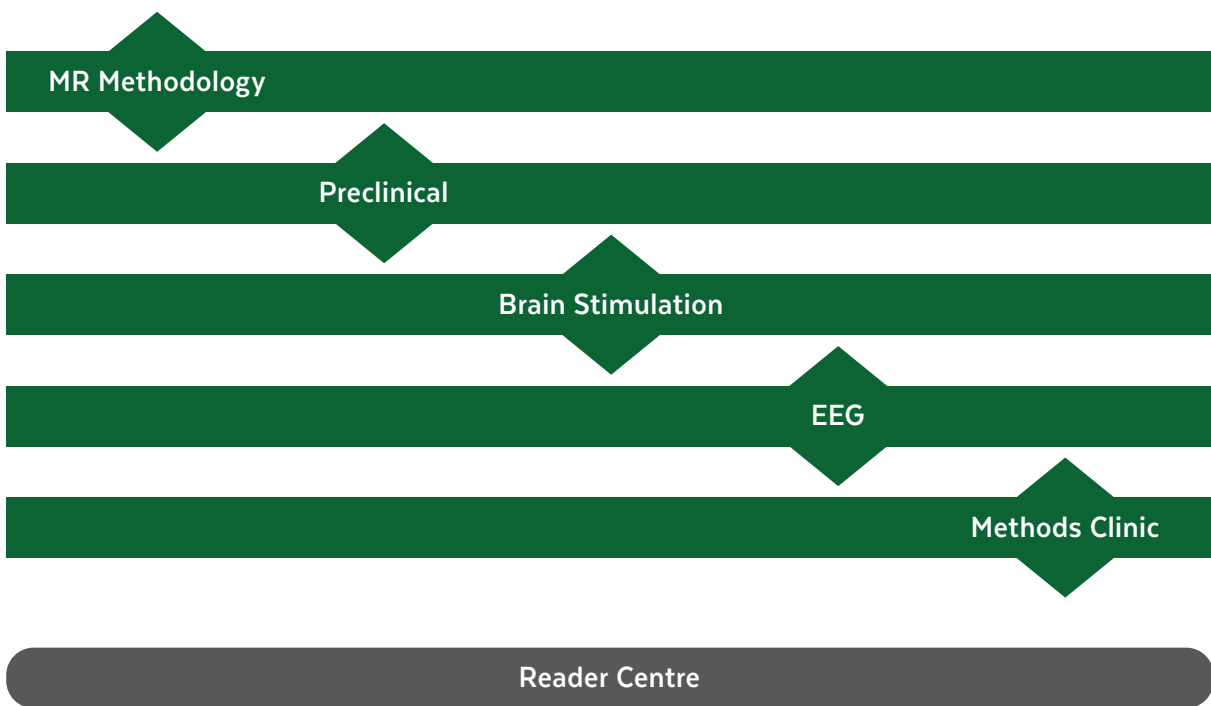 MR Methodology
Preclinical
Brain Stimulation
EEG
Methods Clinic
Reader Centre